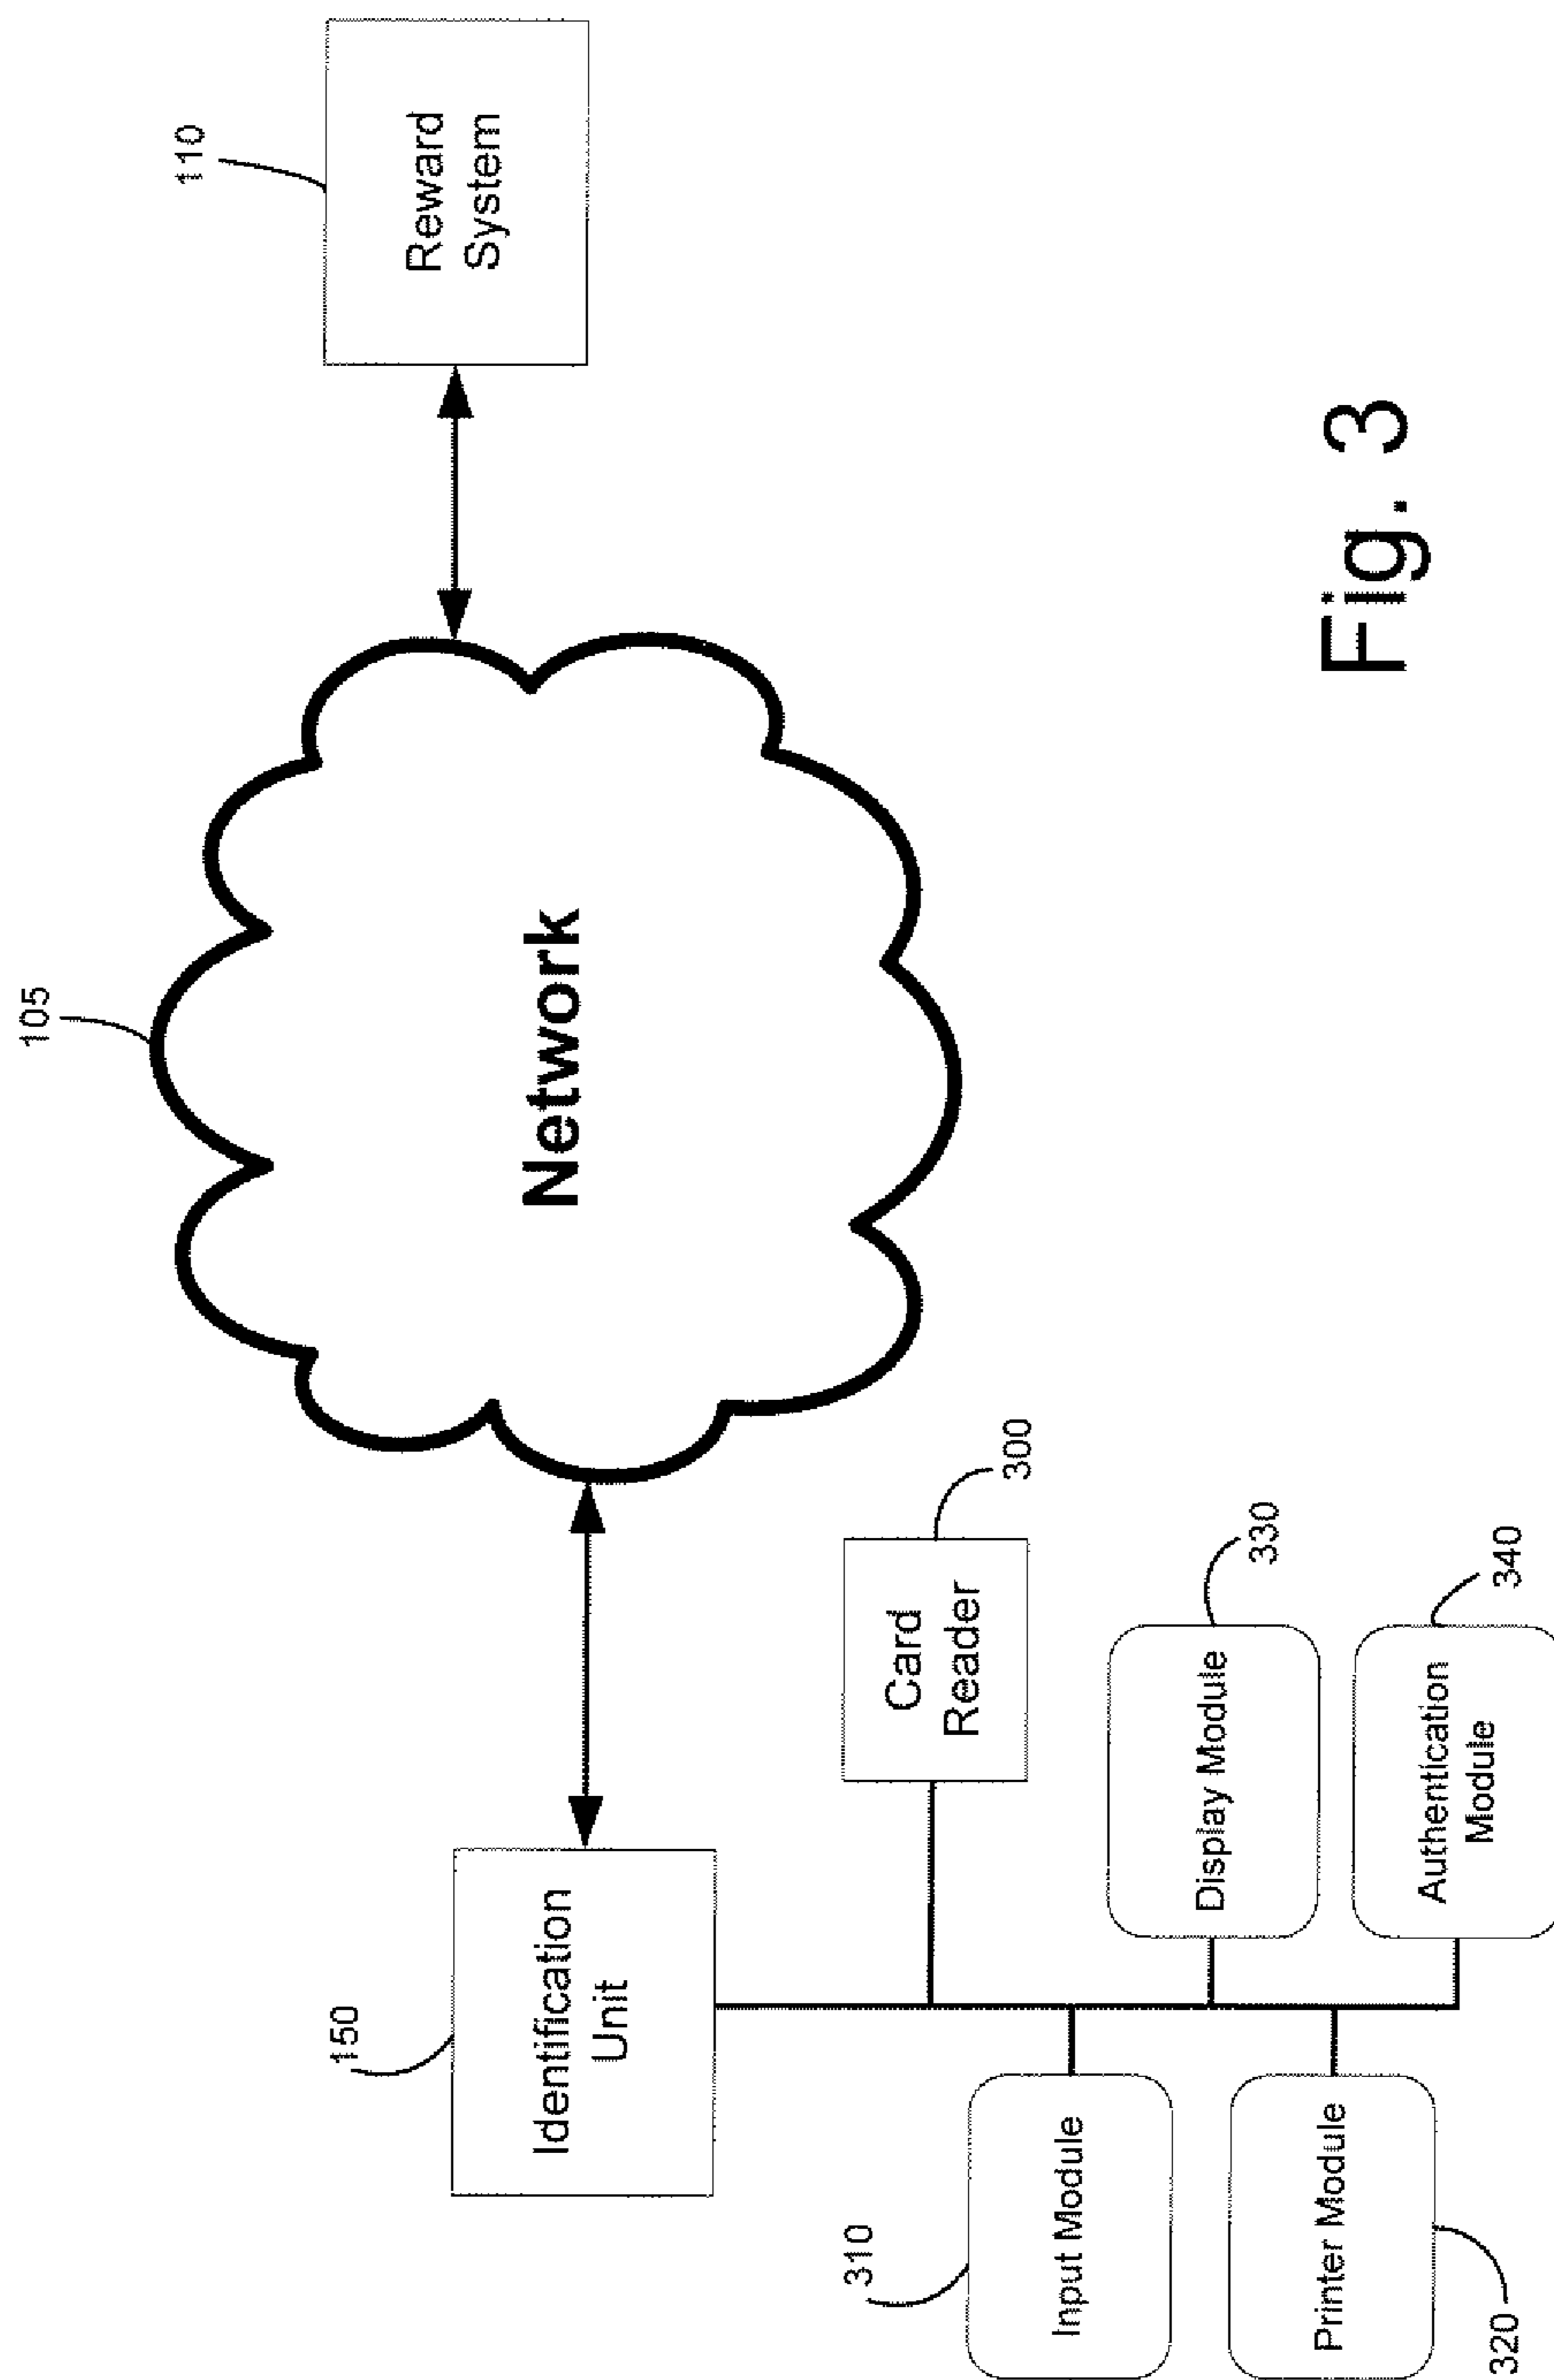 105
110
Reward
System
Network
150
Identification
Unit
300
Card
Reader
310
Input Module
330
Display Module
320
Printer Module
340
Authentication
Module
Fig. 3